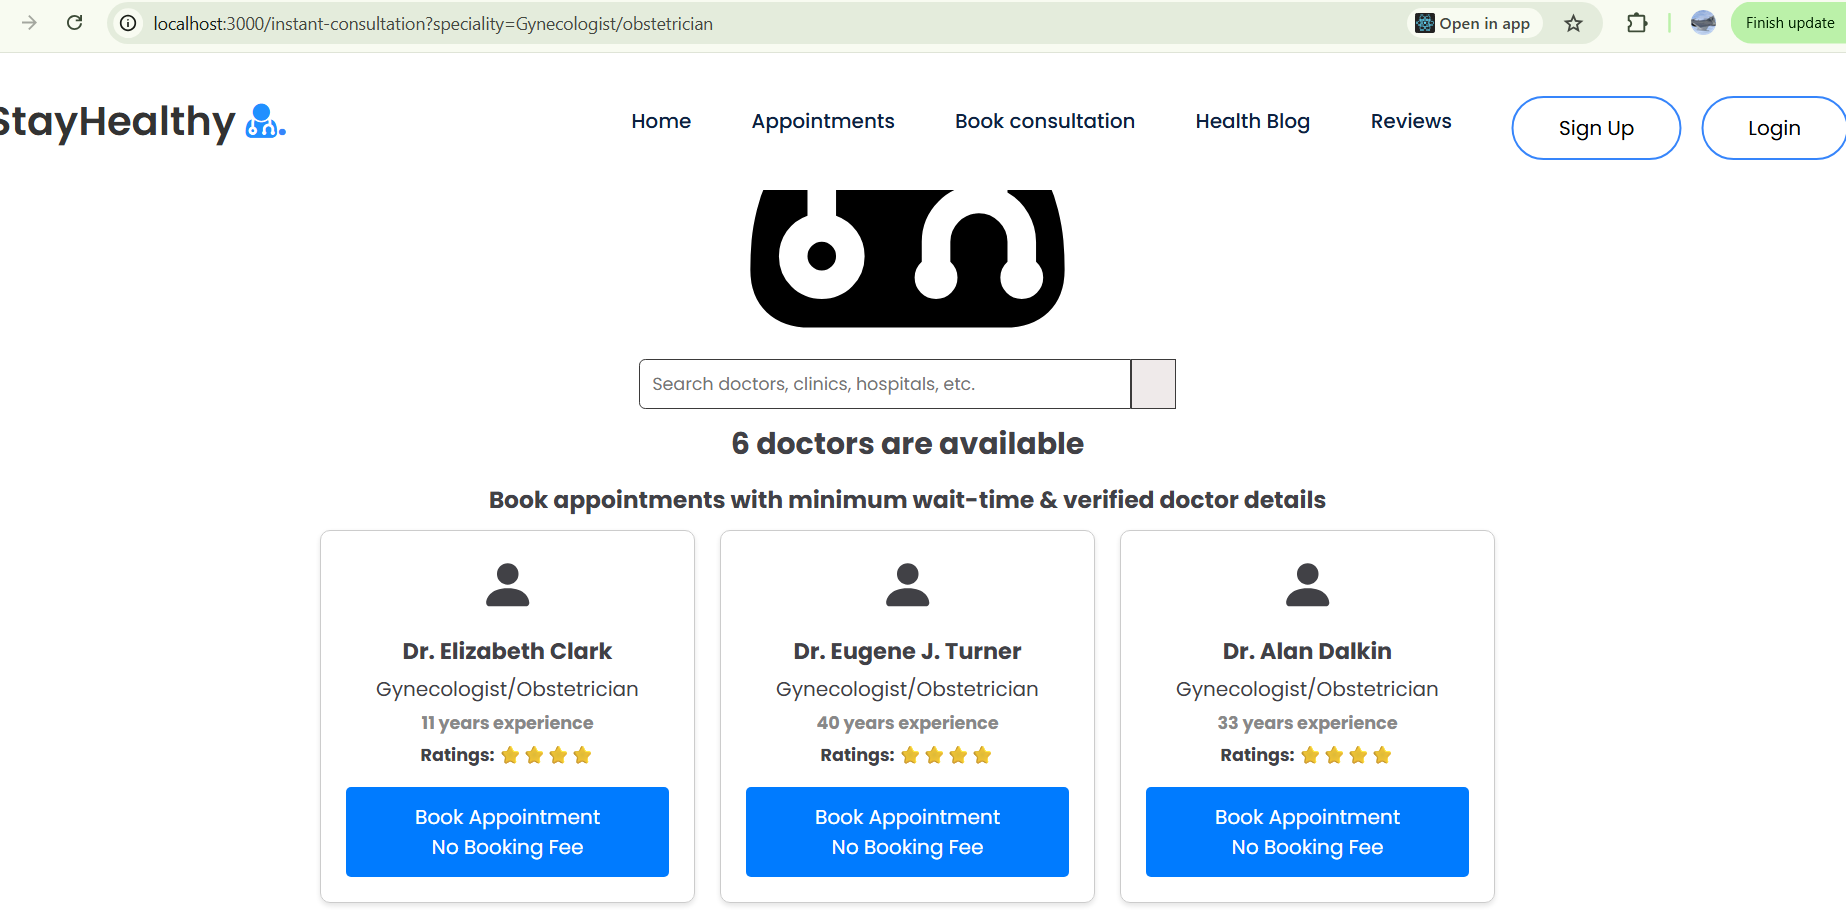 localhost:3000/instant-consultation?speciality=Gynecologist/obstetrician
Open in app
Finish update
StayHealthy
Home
Appointments
Book consultation
Health Blog
Reviews
Sign Up
Login
Search doctors, clinics, hospitals, etc.
6 doctors are available
Book appointments with minimum wait-time & verified doctor details
Dr. Elizabeth Clark
Gynecologist/Obstetrician
11 years experience
Ratings:
Book Appointment
No Booking Fee
Dr. Eugene J. Turner
Gynecologist/Obstetrician
40 years experience
Ratings:
Book Appointment
No Booking Fee
Dr. Alan Dalkin
Gynecologist/Obstetrician
33 years experience
Ratings:
Book Appointment
No Booking Fee